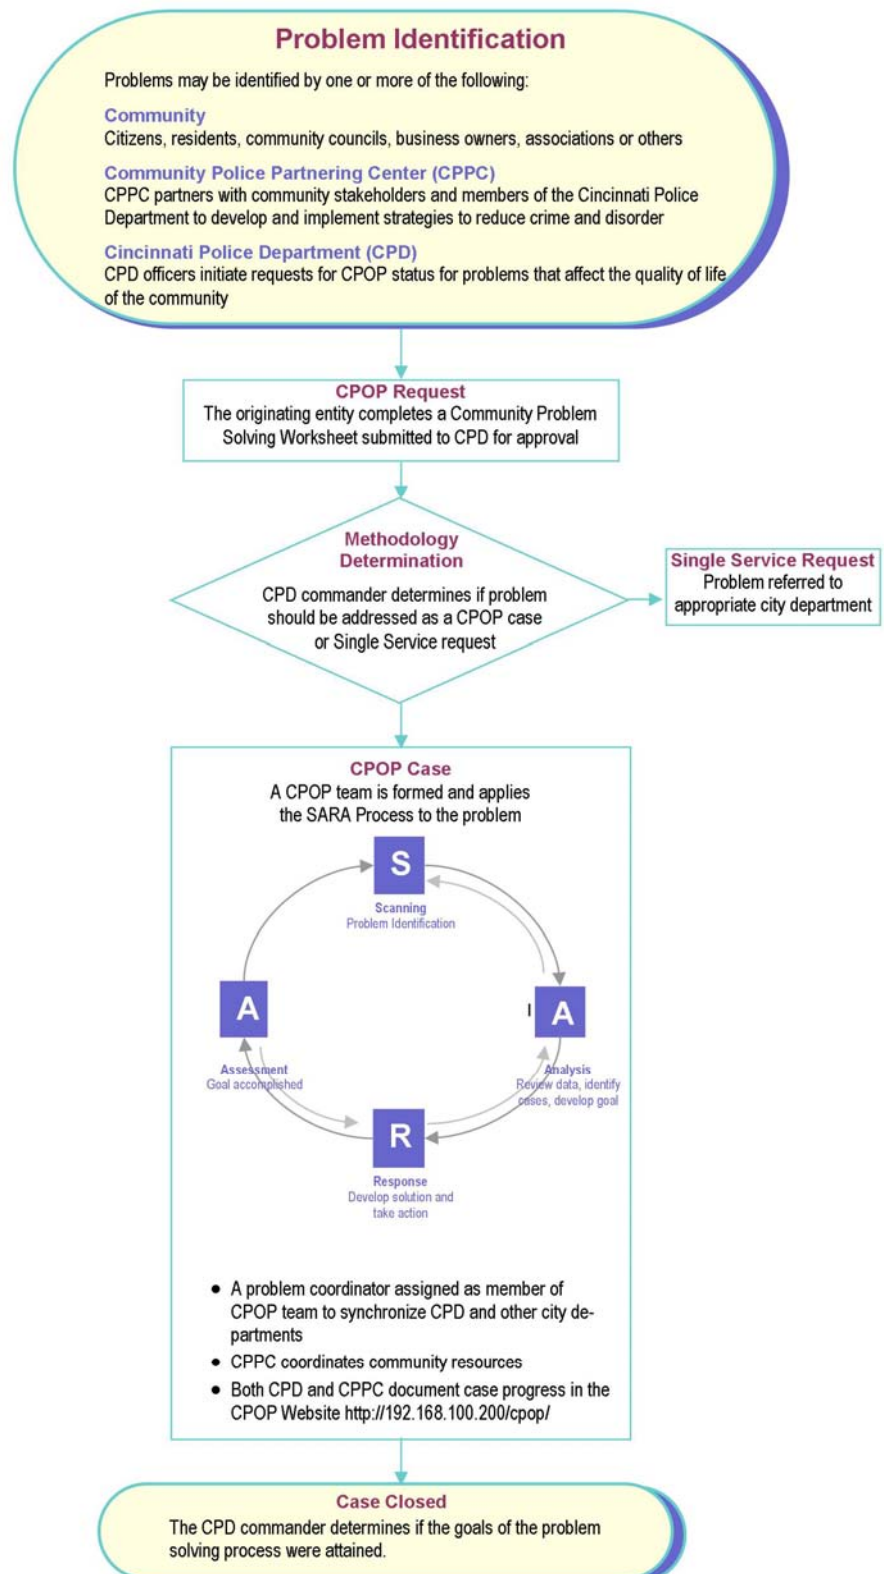 Problem Identification
Problems may be identified by one or more of the following:
Community
Citizens, residents, community councils, business owners, associations or others
Community Police Partnering Center (CPPC)
CPPC partners with community stakeholders and members of the Cincinnati Police
Department to develop and implement strategies to reduce crime and disorder
Cincinnati Police Department (CPD)
CPD officers initiate requests for CPOP status for problems that affect the quality of life
of the community
CPOP Request
The originating entity completes a Community Problem
Solving Worksheet submitted to CPD for approval
Methodology
Determination
CPD commander determines if problem
should be addressed as a CPOP case
or Single Service request
Single Service Request
Problem referred to
appropriate city department
CPOP Case
A CPOP team is formed and applies
the SARA Process to the problem
S
Scanning
Problem Identification
A
Assessment
Goal accomplished
I
A
Analysis
Review data, identify
cases, develop goal
R
Response
Develop solution and
take action
• A problem coordinator assigned as member of
CPOP team to synchronize CPD and other city de-
partments
• CPPC coordinates community resources
• Both CPD and CPPC document case progress in the
CPOP Website http://192.168.100.200/cpop/
Case Closed
The CPD commander determines if the goals of the problem
solving process were attained.